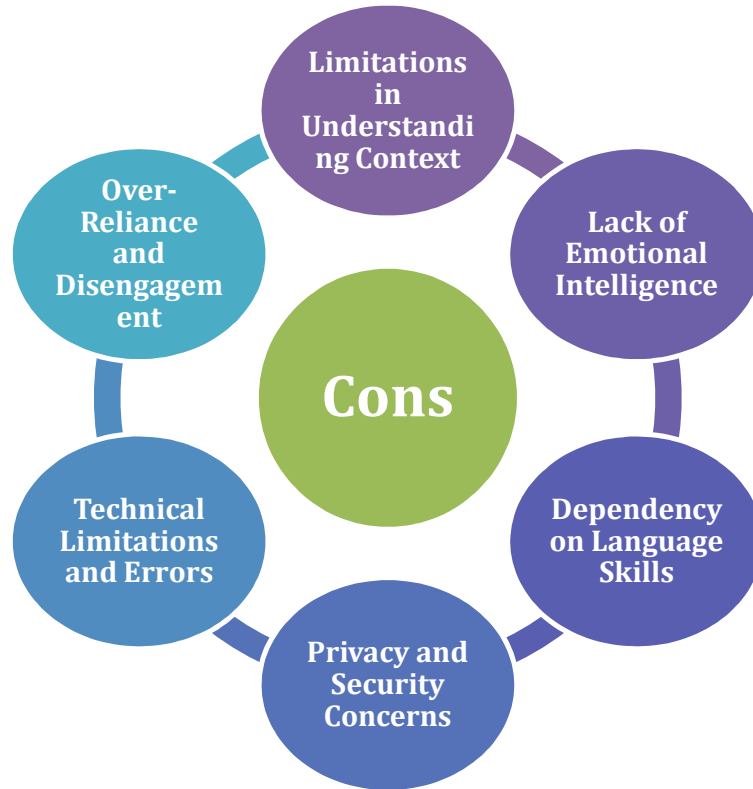 Limitations
in
Understandi
ng Context
Lack of
Emotional
Intelligence
Dependency
on Language
Skills
Privacy and
Security
Concerns
Technical
Limitations
and Errors
Over-
Reliance
and
Disengagem
ent
Cons